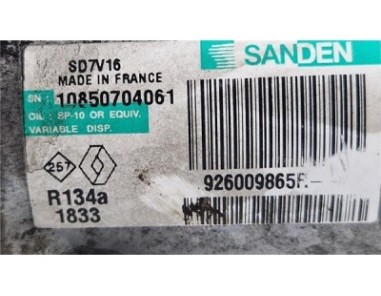 SD7V16
SANDEN
MADE IN FRANCE
SN: 10850704061
OIL: SP-10 OR EQUIV.
VARIABLE DISP.
257
926009865R
R134a
1833